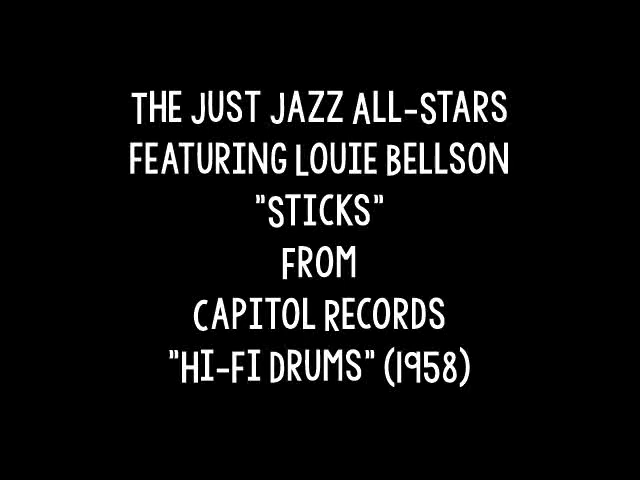 THE JUST JAZZ ALL-STARS
FEATURING LOUIE BELLSON
"STICKS"
FROM
CAPITOL RECORDS
"HI-FI DRUMS" (1958)